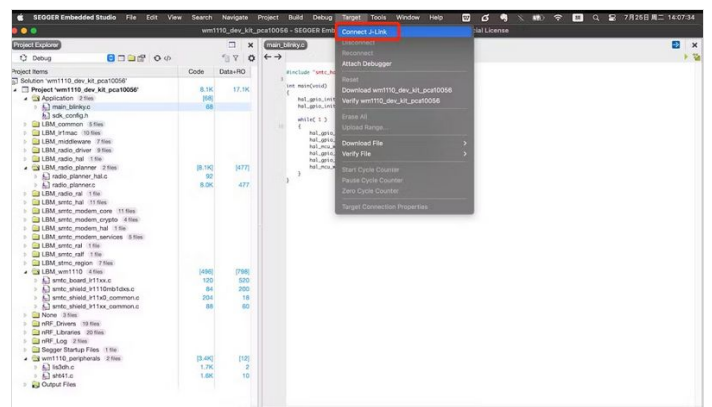 SEGGER Embedded Studio File Edit View Search Navigate Project Build Debug Target Tools Window Help 7月25日 周二 14:07:34
wm1110_dev_kit_pca10056 - SEGGER Emb
rial License
Project Explorer
main_blinky.c
Debug
Project Items Code Data+RO
Solution 'wm1110_dev_kit_pca10056'
Project 'wm1110_dev_kit_pca10056' 8.1K 17.1K
Application 2 files [68]
main_blinky.c 68
sdk_config.h
LBM_common 5 files
LBM_lr1mac 10 files
LBM_middleware 7 files
LBM_radio_driver 9 files
LBM_radio_hal 1 file
LBM_radio_planner 2 files [8.1K] [477]
radio_planner_hal.c 92
radio_planner.c 8.0K 477
LBM_radio_ral 1 file
LBM_smtc_hal 11 files
LBM_smtc_modem_core 11 files
LBM_smtc_modem_crypto 4 files
LBM_smtc_modem_hal 1 file
LBM_smtc_modem_services 5 files
LBM_smtc_ral 1 file
LBM_smtc_ralf 1 file
LBM_stmc_region 7 files
LBM_wm1110 4 files [496] [798]
smtc_board_lr11xx.c 120 520
smtc_shield_lr1110mb1dxs.c 84 200
smtc_shield_lr11x0_common.c 204 18
smtc_shield_lr11xx_common.c 88 60
None 3 files
nRF_Drivers 19 files
nRF_Libraries 20 files
nRF_Log 2 files
Segger Startup Files 1 file
wm1110_peripherals 2 files [3.4K] [12]
lis3dh.c 1.7K 2
sht41.c 1.6K 10
Output Files
#include "smtc_ha
int main(void)
{
hal_gpio_init
hal_gpio_init
while( 1 )
{
hal_gpio_
hal_gpio_
hal_mcu_w
hal_gpio_
hal_gpio_
hal_mcu_w
}
}
Connect J-Link
Disconnect
Reconnect
Attach Debugger
Reset
Download wm1110_dev_kit_pca10056
Verify wm1110_dev_kit_pca10056
Erase All
Upload Range...
Download File
Verify File
Start Cycle Counter
Pause Cycle Counter
Zero Cycle Counter
Target Connection Properties